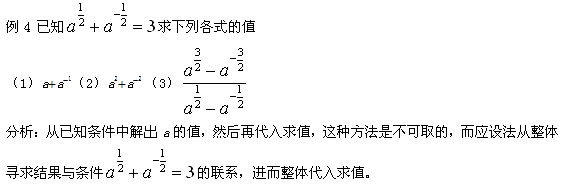 例 4 已知 $a^{\frac{1}{2}}+a^{-\frac{1}{2}}=3$ 求下列各式的值
（1）$a+a^{-1}$（2）$a^{2}+a^{-2}$（3）$\frac{a^{\frac{3}{2}}-a^{-\frac{3}{2}}}{a^{\frac{1}{2}}-a^{-\frac{1}{2}}}$
分析：从已知条件中解出 a 的值，然后再代入求值，这种方法是不可取的，而应设法从整体
寻求结果与条件 $a^{\frac{1}{2}}+a^{-\frac{1}{2}}=3$ 的联系，进而整体代入求值。